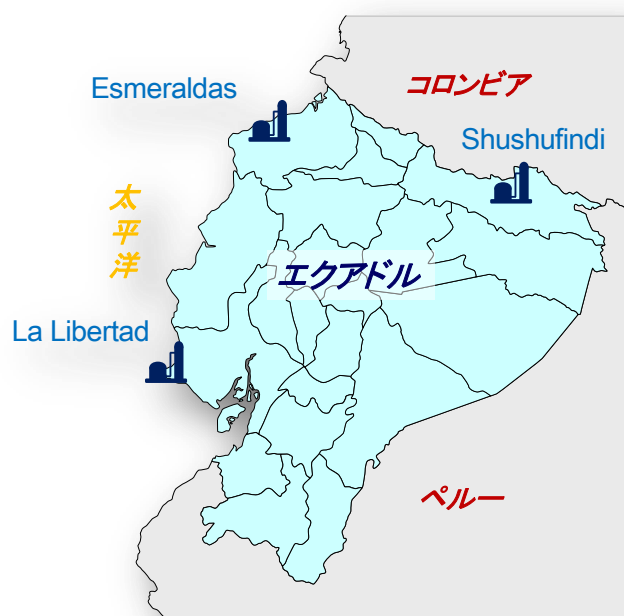 Esmeraldas
コロンビア
Shushufindi
太平洋
エクアドル
La Libertad
ペルー